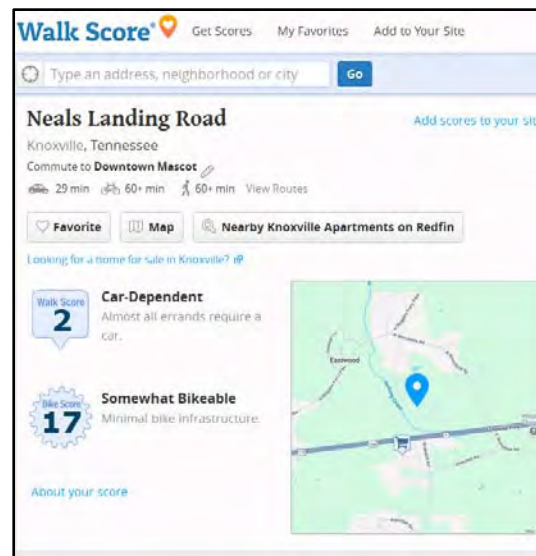 Walk Score® Get Scores My Favorites Add to Your Site
Type an address, neighborhood or city Go
Neals Landing Road
Add scores to your sit
Knoxville, Tennessee
Commute to Downtown Mascot
29 min 60+ min 60+ min View Routes
Favorite Map Nearby Knoxville Apartments on Redfin
Looking for a home for sale in Knoxville?
Walk Score
2
Car-Dependent
Almost all errands require a
car.
Bike Score
17
Somewhat Bikeable
Minimal bike infrastructure.
About your score
Eastwood